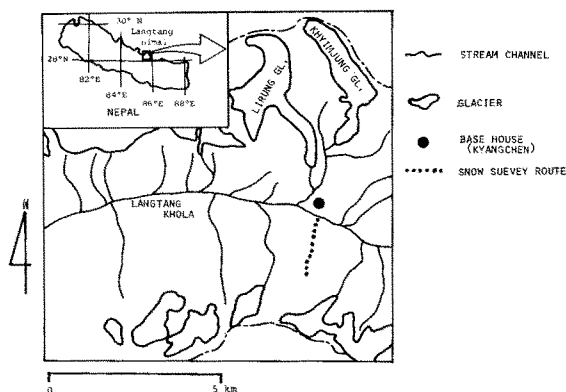 30° N
Langtang
himal
28°N
82°E
84°E
86°E
88°E
NEPAL
LIRUNG GL.
KHYIMJUNG GL.
LANGTANG
KHOLA
STREAM CHANNEL
GLACIER
BASE HOUSE
(KYANGCHEN)
SNOW SUEVEY ROUTE
N
0
5 km